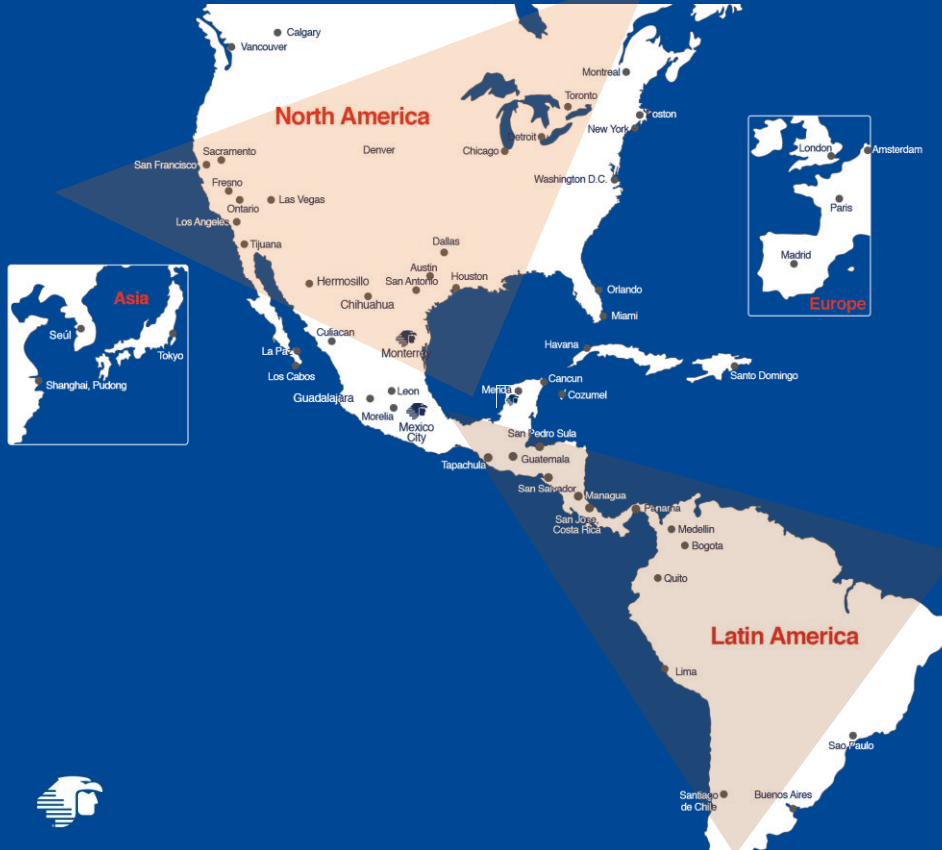 Calgary
Vancouver
Montreal
Toronto
North America
Boston
New York
Detroit
Chicago
Denver
Sacramento
San Francisco
Fresno
Las Vegas
Ontario
Washington D.C.
Los Angeles
Tijuana
Dallas
Austin
San Antonio
Houston
Hermosillo
Chihuahua
Orlando
Miami
Culiacan
La Paz
Monterrey
Havana
Los Cabos
Santo Domingo
Cancun
Merida
Cozumel
Leon
Guadalajara
Morelia
Mexico
City
San Pedro Sula
Tapachula
Guatemala
San Salvador
Managua
San Jose,
Costa Rica
Panama
Medellin
Bogota
Quito
Latin America
Lima
Sao Paulo
Santiago
de Chile
Buenos Aires
London
Amsterdam
Paris
Madrid
Europe
Asia
Seúl
Tokyo
Shanghai, Pudong